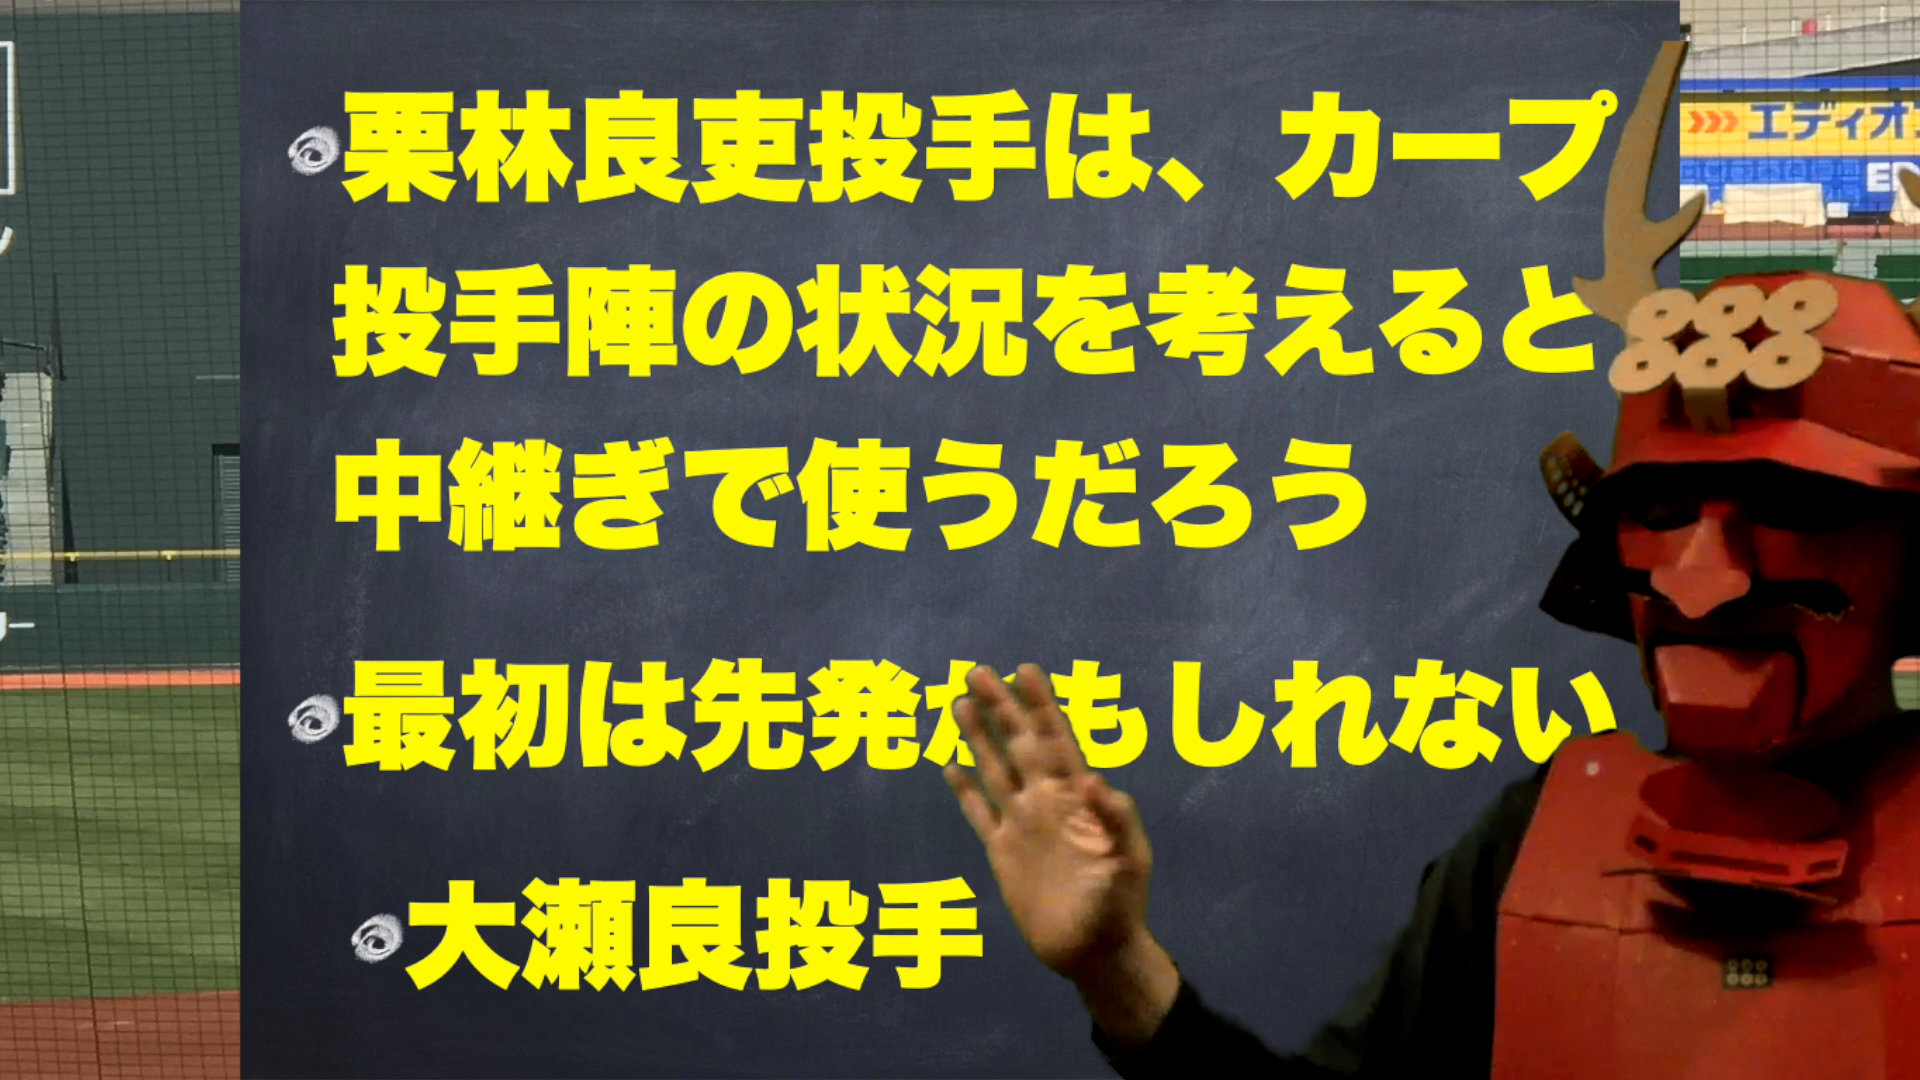 栗林良吏投手は、カープ
投手陣の状況を考えると
中継ぎで使うだろう
最初は先発かもしれない
大瀬良投手
エディオ
ED